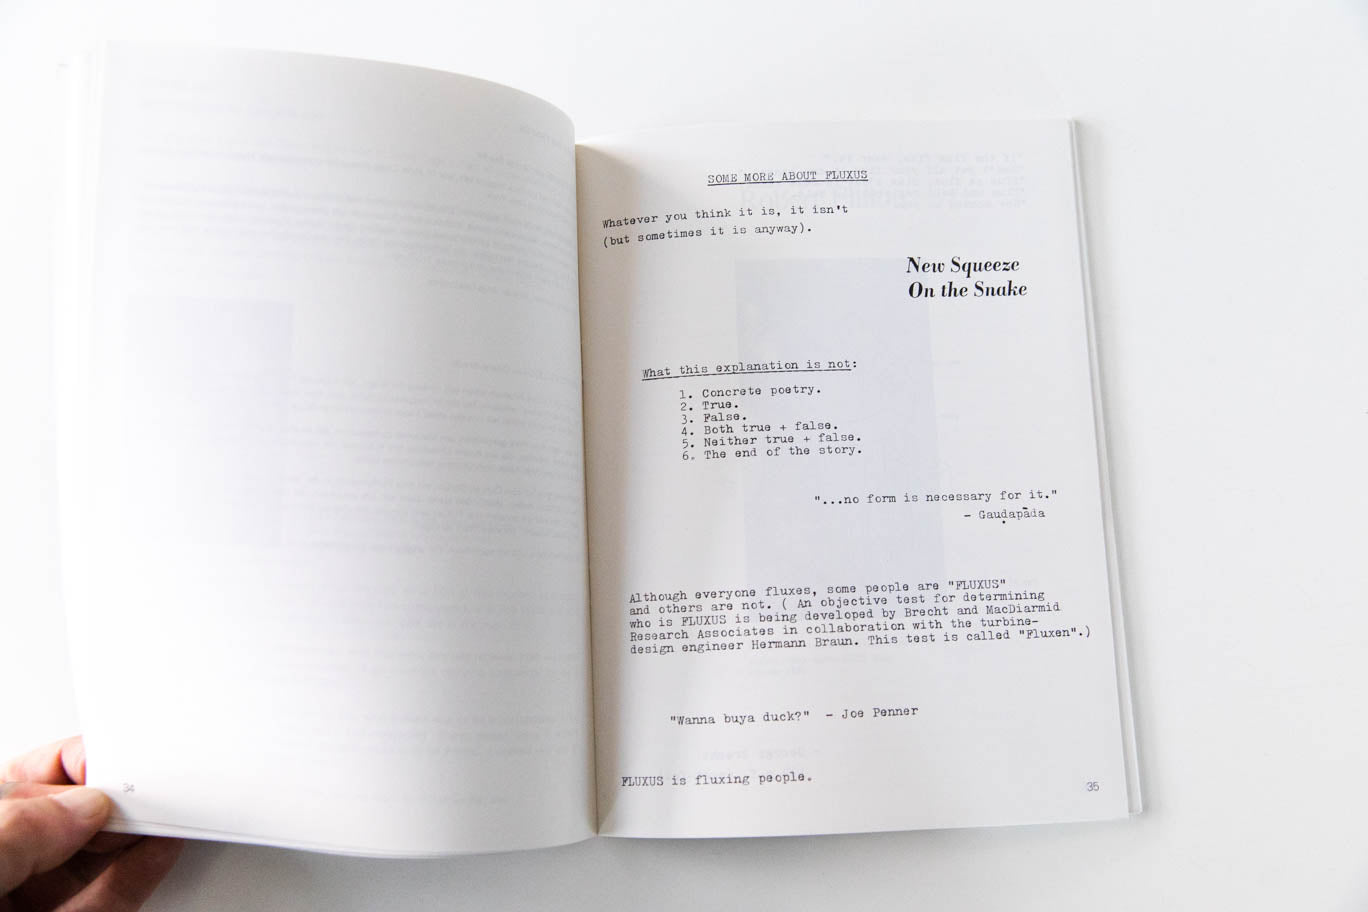 SOME MORE ABOUT FLUXUS
Whatever you think it is, it isn't
(but sometimes it is anyway).
New Squeeze
On the Snake
What this explanation is not:
1. Concrete poetry.
2. True.
3. False.
4. Both true + false.
5. Neither true + false.
6. The end of the story.
"...no form is necessary for it."
- Gauḍapāda
Although everyone fluxes, some people are "FLUXUS"
and others are not. ( An objective test for determining
who is FLUXUS is being developed by Brecht and MacDiarmid
Research Associates in collaboration with the turbine-
design engineer Hermann Braun. This test is called "Fluxen".)
"Wanna buya duck?" - Joe Penner
FLUXUS is fluxing people.
34
35